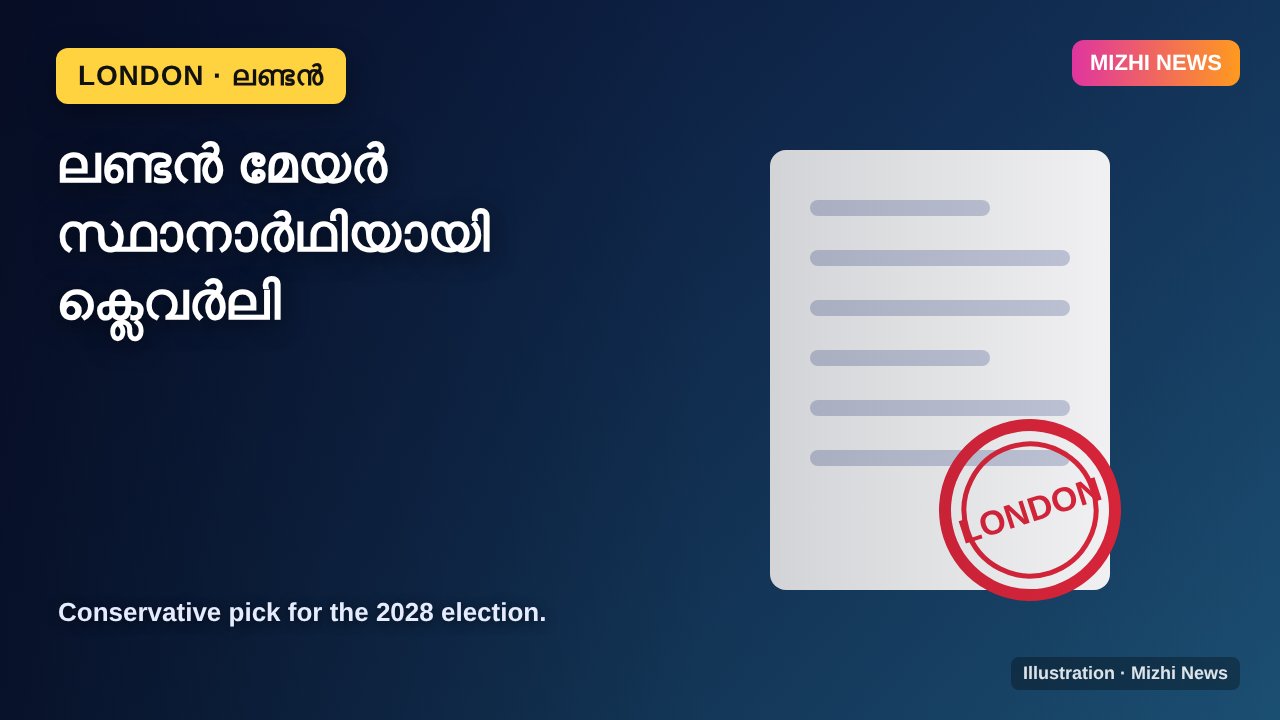 LONDON · ലണ്ടൻ
MIZHI NEWS
ലണ്ടൻ മേയർ
സ്ഥാനാർഥിയായി
ക്ലെവർലി
LONDON
Conservative pick for the 2028 election.
Illustration · Mizhi News